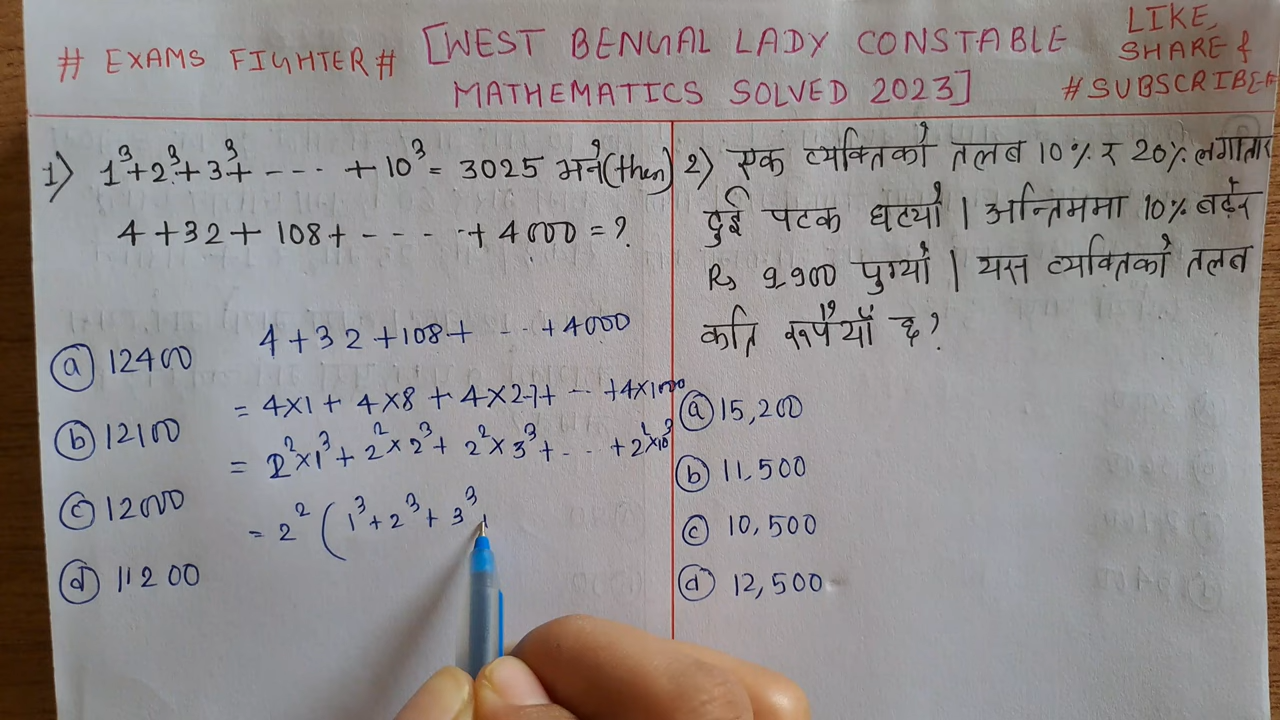 # EXAMS FIGHTER #
[WEST BENGAL LADY CONSTABLE
MATHEMATICS SOLVED 2023]
LIKE,
SHARE &
#SUBSCRIBE#
1) 1³+2³+3³+ ---- +10³ = 3025 भने(then)
4+32+108+ ----- +4000=?
4+32+108+ --- +4000
= 4×1 + 4×8 + 4×27+ --- +4×1000
= 2²×1³+2²×2³+ 2²×3³+ --- +2²×10³
= 2² (1³+2³+3³
(a) 12400
(b) 12100
(c) 12000
(d) 11200
2) एक व्यक्तिको तलब 10% र 20% लगातार
दुई पटक घट्यो । अन्तिममा 10% बढेर
Rs 9900 पुग्यो । यस व्यक्तिको तलब
कति रूपैयाँ छ?
(a) 15,200
(b) 11,500
(c) 10,500
(d) 12,500